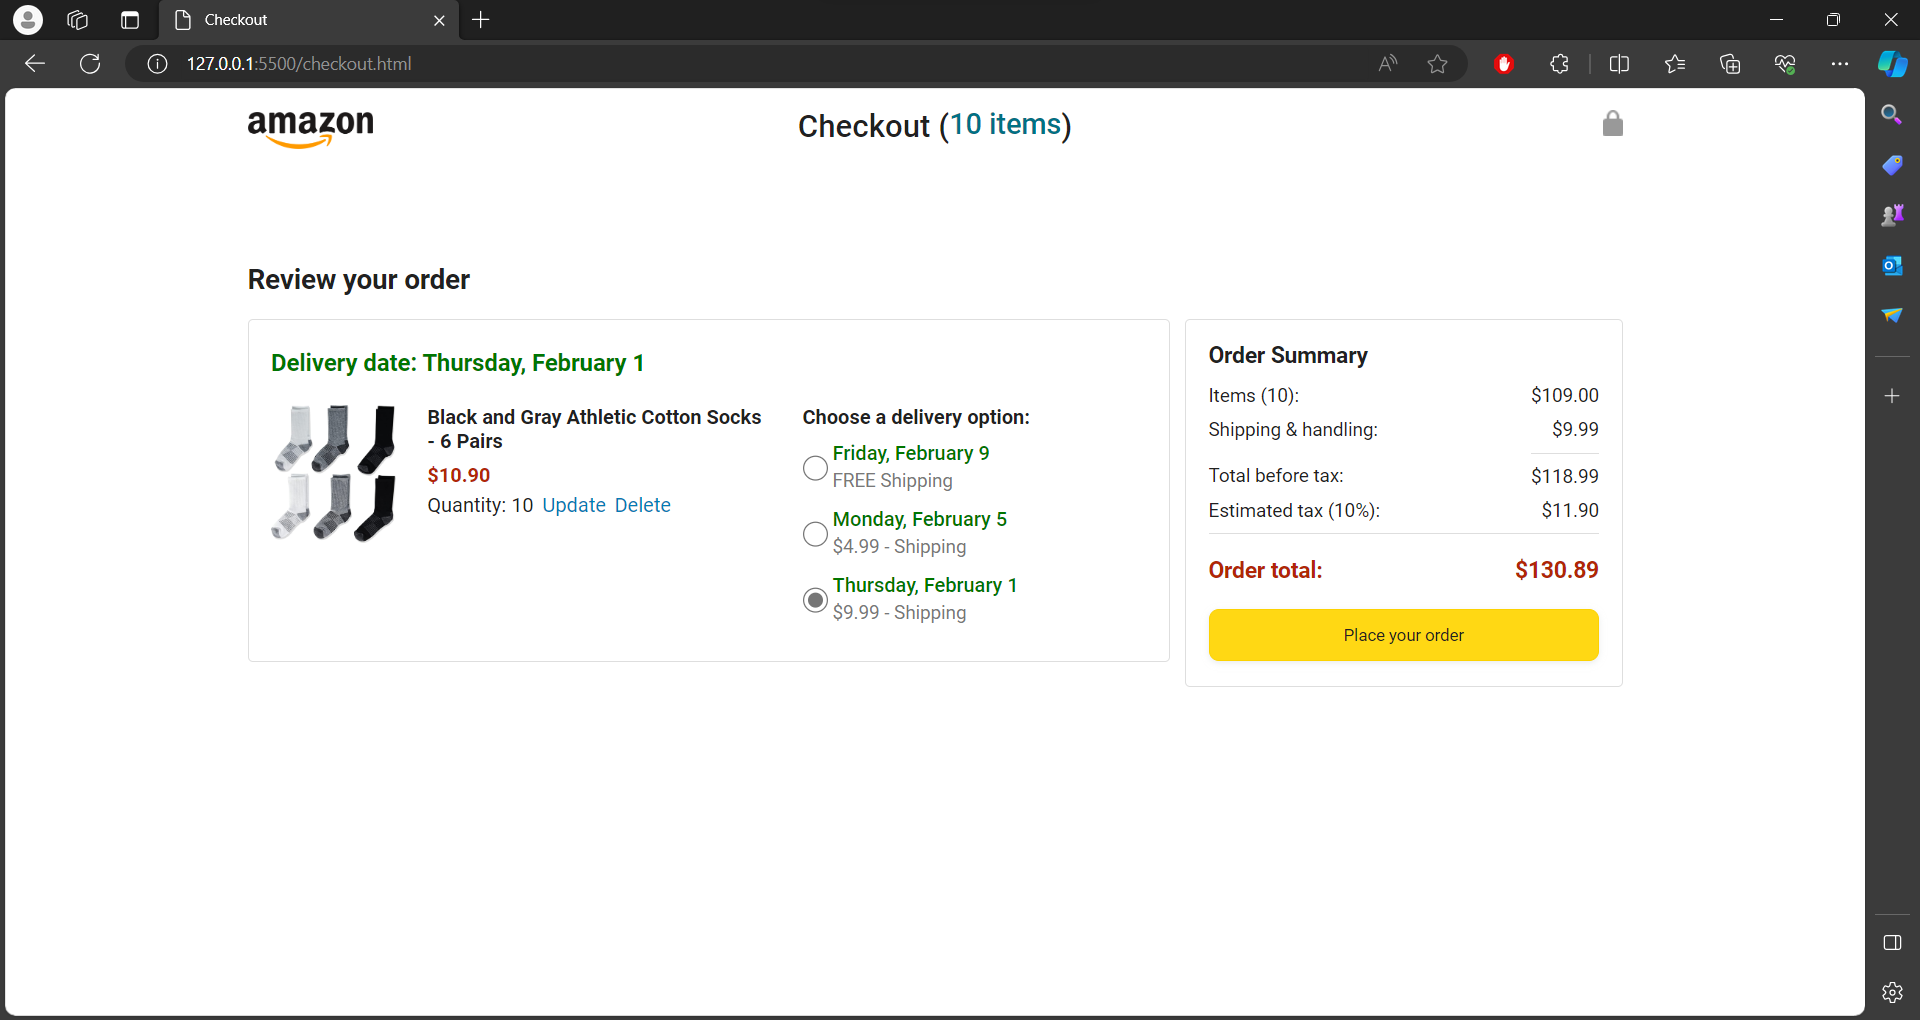 Checkout
127.0.0.1:5500/checkout.html
amazon
Checkout (10 items)
Review your order
Delivery date: Thursday, February 1
Black and Gray Athletic Cotton Socks
- 6 Pairs
$10.90
Quantity: 10 Update Delete
Choose a delivery option:
Friday, February 9
FREE Shipping
Monday, February 5
$4.99 - Shipping
Thursday, February 1
$9.99 - Shipping
Order Summary
Items (10): $109.00
Shipping & handling: $9.99
Total before tax: $118.99
Estimated tax (10%): $11.90
Order total: $130.89
Place your order